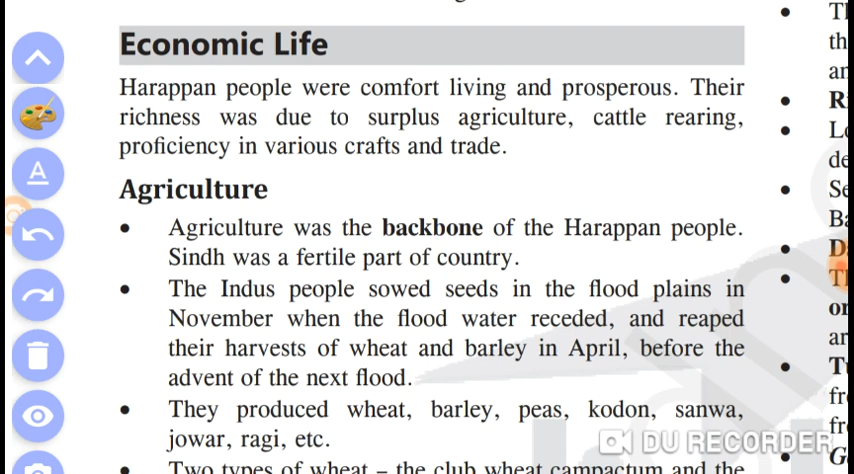 Economic Life
Harappan people were comfort living and prosperous. Their
richness was due to surplus agriculture, cattle rearing,
proficiency in various crafts and trade.
Agriculture
• Agriculture was the backbone of the Harappan people.
Sindh was a fertile part of country.
• The Indus people sowed seeds in the flood plains in
November when the flood water receded, and reaped
their harvests of wheat and barley in April, before the
advent of the next flood.
• They produced wheat, barley, peas, kodon, sanwa,
jowar, ragi, etc.
• Two types of wheat – the club wheat campactum and the
A
DU RECORDER